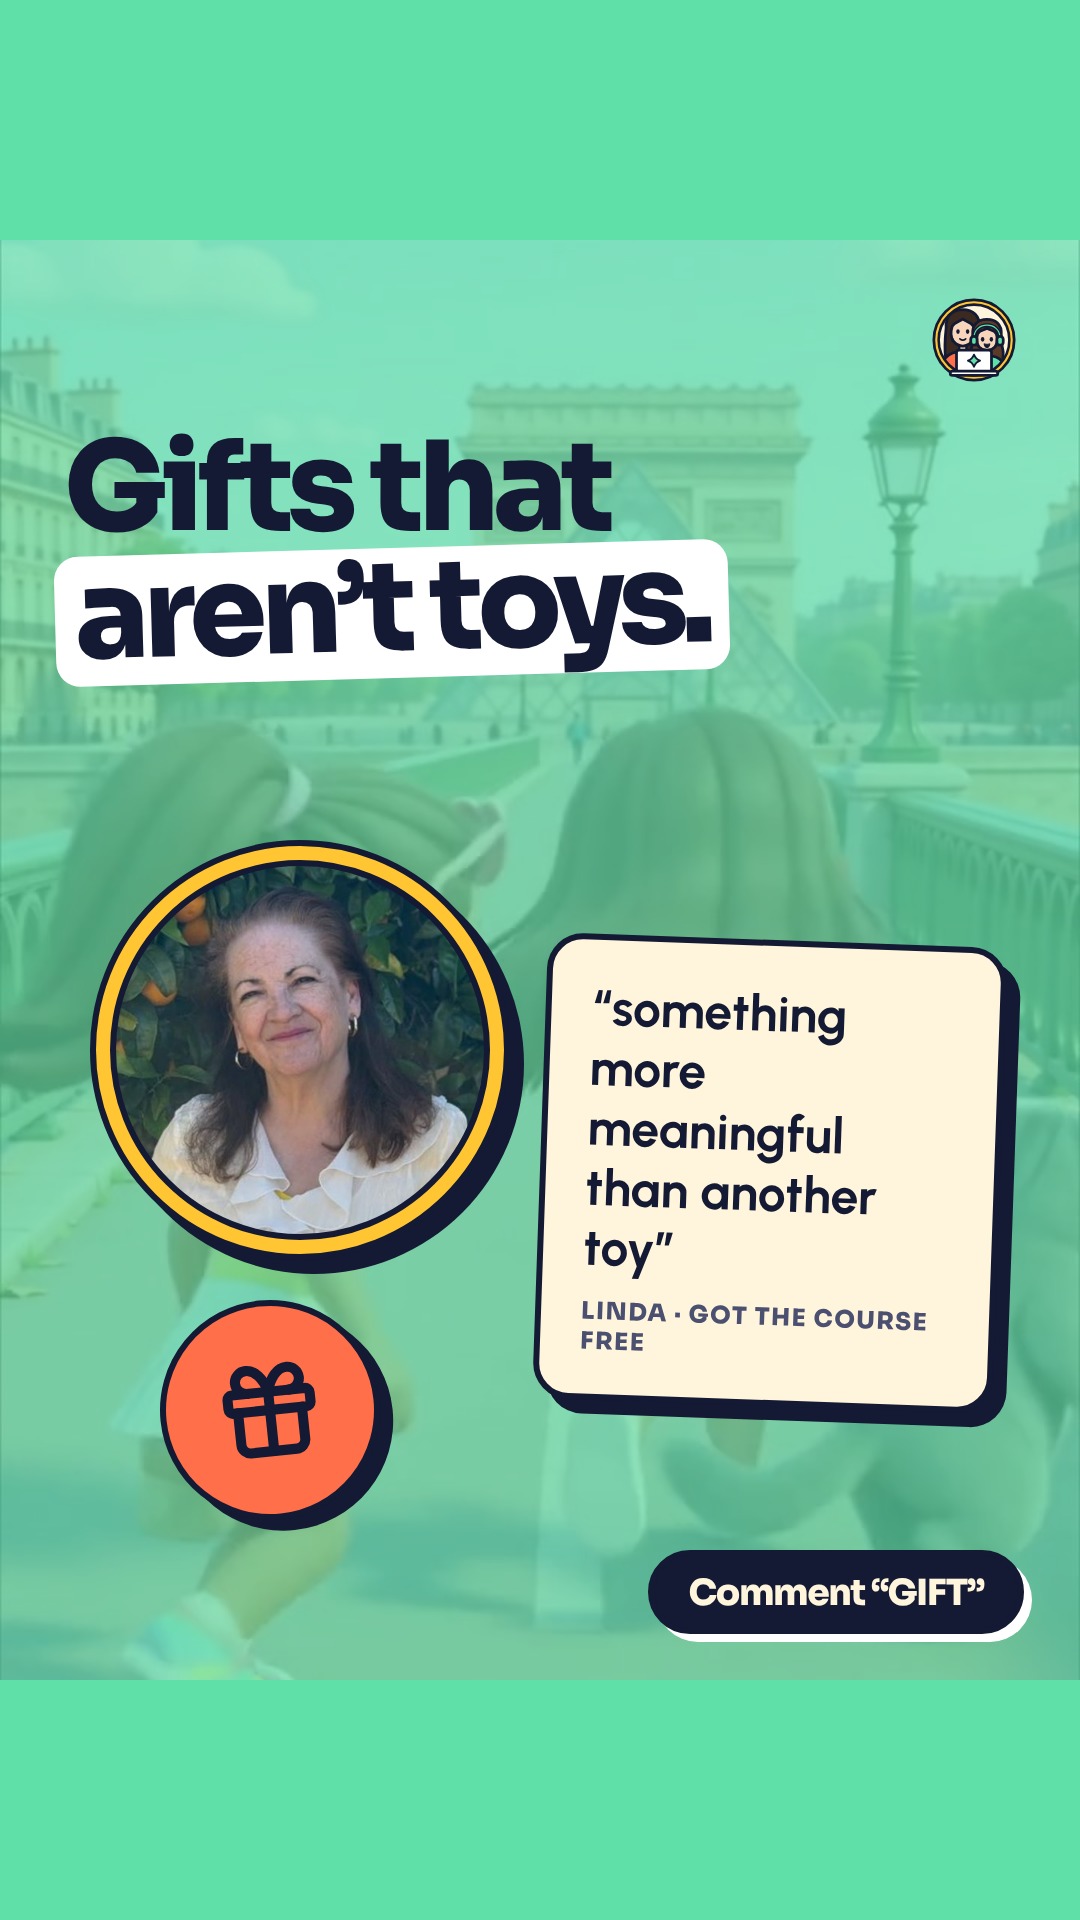 Gifts that
aren’t toys.
“something
more
meaningful
than another
toy”
LINDA · GOT THE COURSE
FREE
Comment “GIFT”